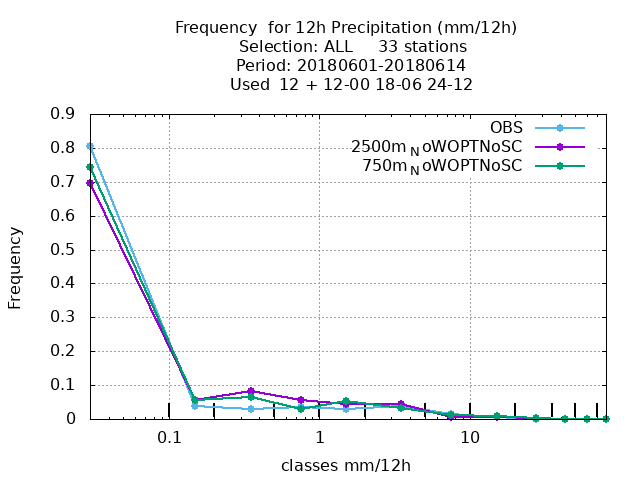 Frequency  for 12h Precipitation (mm/12h)
Selection: ALL     33 stations
Period: 20180601-20180614
Used  12 + 12-00 18-06 24-12
0.9
0.8
0.7
0.6
0.5
0.4
0.3
0.2
0.1
0
Frequency
OBS
2500m_NoWOPTNoSC
750m_NoWOPTNoSC
0.1
1
10
classes mm/12h